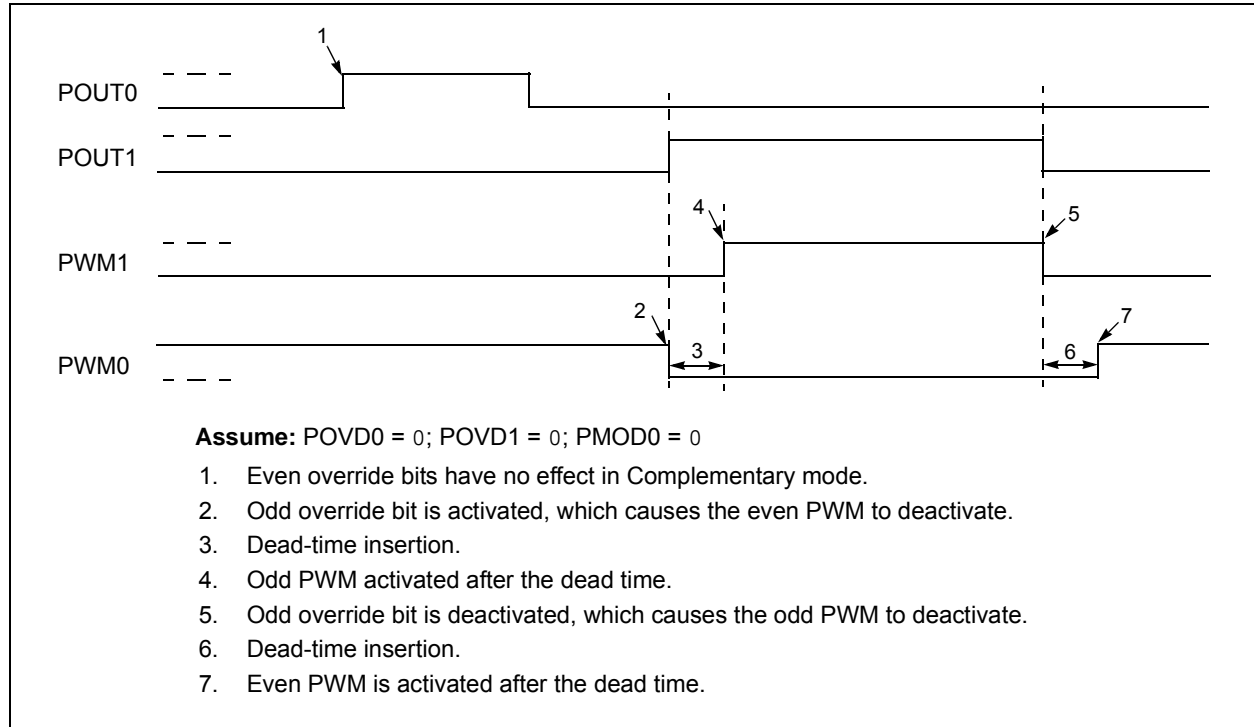 1
POUT0
POUT1
4
5
PWM1
2
7
PWM0
3
6
Assume: POVD0 = 0; POVD1 = 0; PMOD0 = 0
1. Even override bits have no effect in Complementary mode.
2. Odd override bit is activated, which causes the even PWM to deactivate.
3. Dead-time insertion.
4. Odd PWM activated after the dead time.
5. Odd override bit is deactivated, which causes the odd PWM to deactivate.
6. Dead-time insertion.
7. Even PWM is activated after the dead time.